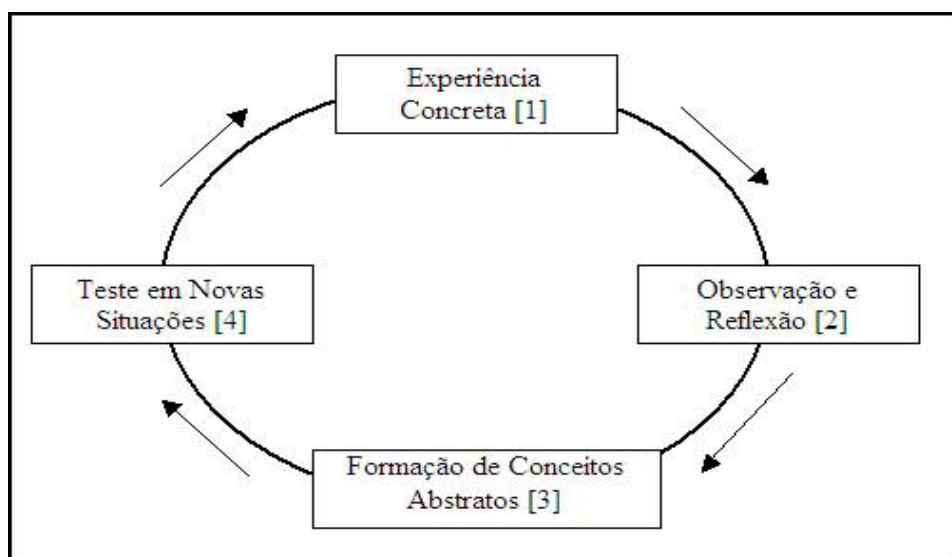 Experiência
Concreta [1]
Observação e
Reflexão [2]
Formação de Conceitos
Abstratos [3]
Teste em Novas
Situações [4]